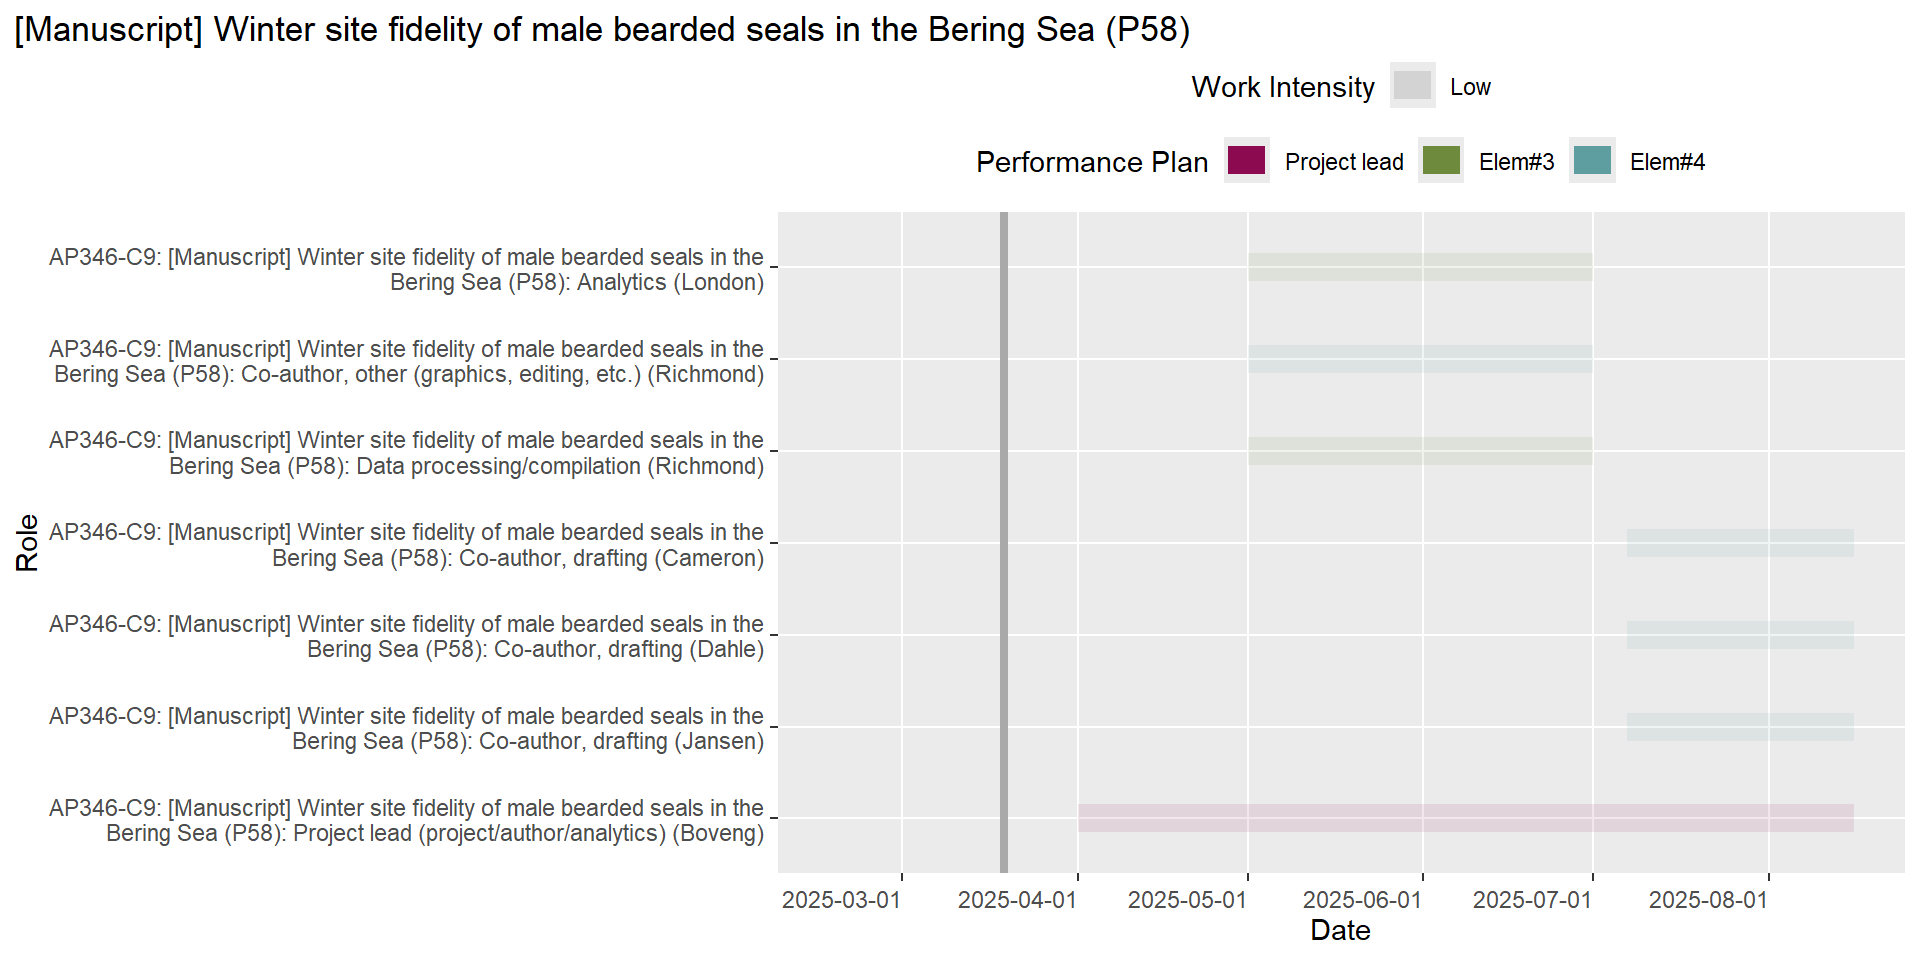 [Manuscript] Winter site fidelity of male bearded seals in the Bering Sea (P58)
Work Intensity Low
Performance Plan Project lead Elem#3 Elem#4
AP346-C9: [Manuscript] Winter site fidelity of male bearded seals in the
Bering Sea (P58): Analytics (London)
AP346-C9: [Manuscript] Winter site fidelity of male bearded seals in the
Bering Sea (P58): Co-author, other (graphics, editing, etc.) (Richmond)
AP346-C9: [Manuscript] Winter site fidelity of male bearded seals in the
Bering Sea (P58): Data processing/compilation (Richmond)
AP346-C9: [Manuscript] Winter site fidelity of male bearded seals in the
Bering Sea (P58): Co-author, drafting (Cameron)
AP346-C9: [Manuscript] Winter site fidelity of male bearded seals in the
Bering Sea (P58): Co-author, drafting (Dahle)
AP346-C9: [Manuscript] Winter site fidelity of male bearded seals in the
Bering Sea (P58): Co-author, drafting (Jansen)
AP346-C9: [Manuscript] Winter site fidelity of male bearded seals in the
Bering Sea (P58): Project lead (project/author/analytics) (Boveng)
Role
2025-03-01 2025-04-01 2025-05-01 2025-06-01 2025-07-01 2025-08-01
Date